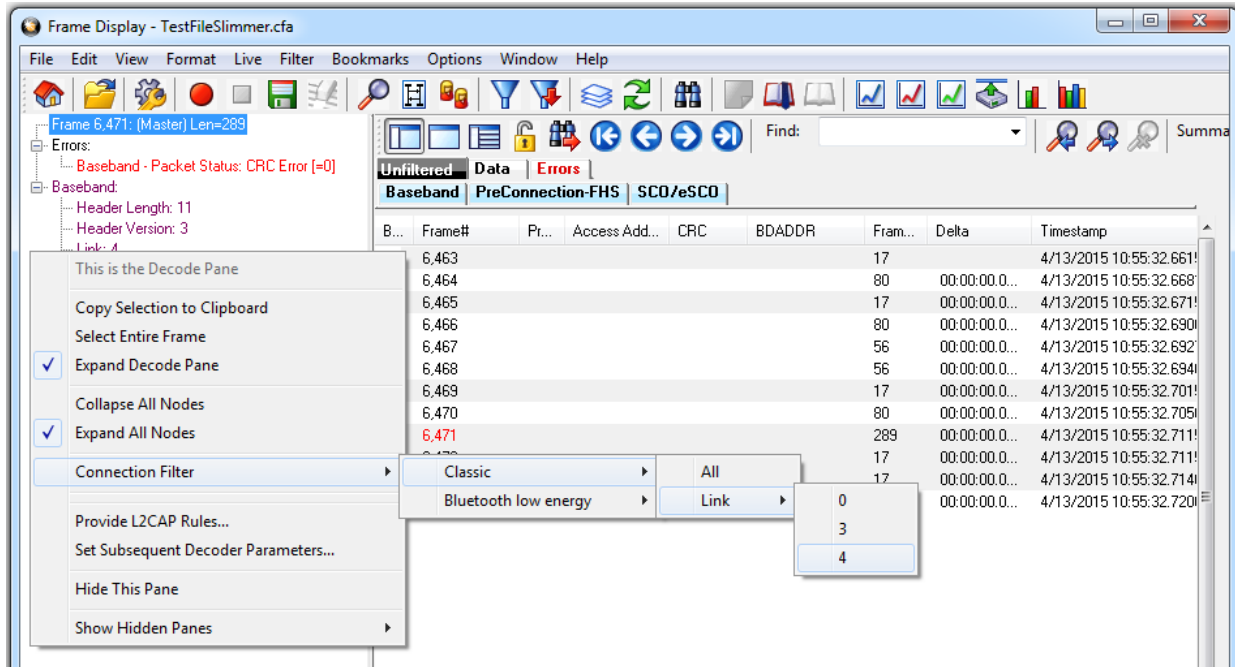 Frame Display - TestFileSlimmer.cfa
File Edit View Format Live Filter Bookmarks Options Window Help
Frame 6,471: (Master) Len=289
Errors:
Baseband - Packet Status: CRC Error [=0]
Baseband:
Header Length: 11
Header Version: 3
Link: 4
Find:
Summa
Unfiltered Data Errors
Baseband PreConnection-FHS SCO/eSCO
B... Frame# Pr... Access Add... CRC BDADDR Fram... Delta Timestamp
6,463 17 4/13/2015 10:55:32.661
6,464 80 00:00:00.0... 4/13/2015 10:55:32.668
6,465 17 00:00:00.0... 4/13/2015 10:55:32.671
6,466 80 00:00:00.0... 4/13/2015 10:55:32.690
6,467 56 00:00:00.0... 4/13/2015 10:55:32.692
6,468 56 00:00:00.0... 4/13/2015 10:55:32.694
6,469 17 00:00:00.0... 4/13/2015 10:55:32.701
6,470 80 00:00:00.0... 4/13/2015 10:55:32.705
6,471 289 00:00:00.0... 4/13/2015 10:55:32.711
17 00:00:00.0... 4/13/2015 10:55:32.711
17 00:00:00.0... 4/13/2015 10:55:32.714
00:00:00.0... 4/13/2015 10:55:32.720
This is the Decode Pane
Copy Selection to Clipboard
Select Entire Frame
Expand Decode Pane
Collapse All Nodes
Expand All Nodes
Connection Filter
Provide L2CAP Rules...
Set Subsequent Decoder Parameters...
Hide This Pane
Show Hidden Panes
Classic
Bluetooth low energy
All
Link
0
3
4